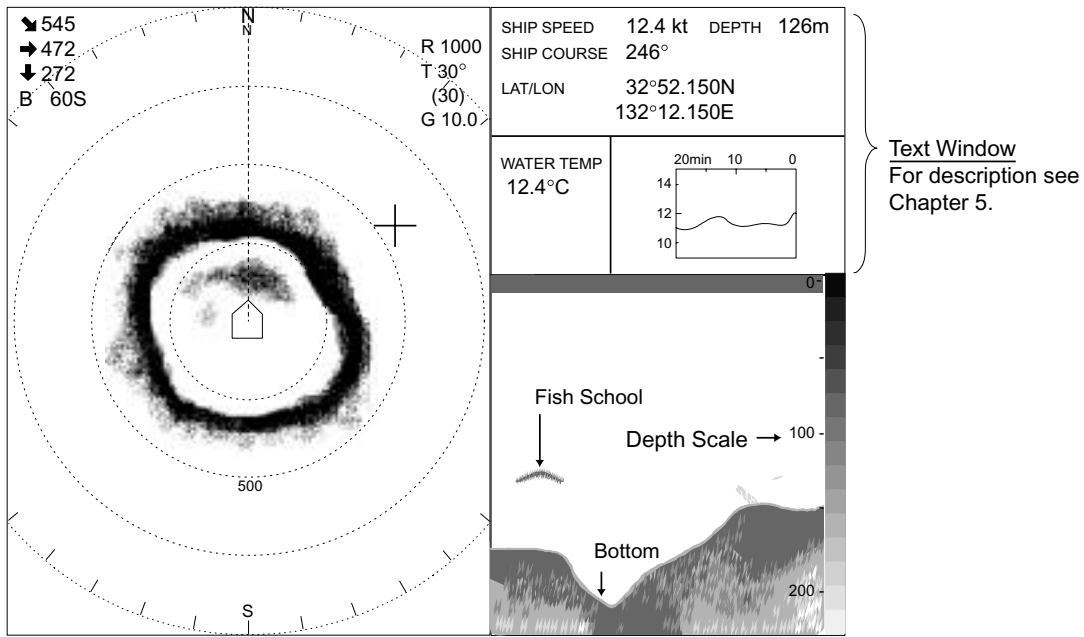 545
472
272
B 60S
N
N
R 1000
T 30°
(30)
G 10.0
500
S
SHIP SPEED 12.4 kt DEPTH 126m
SHIP COURSE 246°
LAT/LON 32°52.150N
132°12.150E
WATER TEMP
12.4°C
20min 10 0
14
12
10
Text Window
For description see
Chapter 5.
0
Fish School
Depth Scale
100
Bottom
200